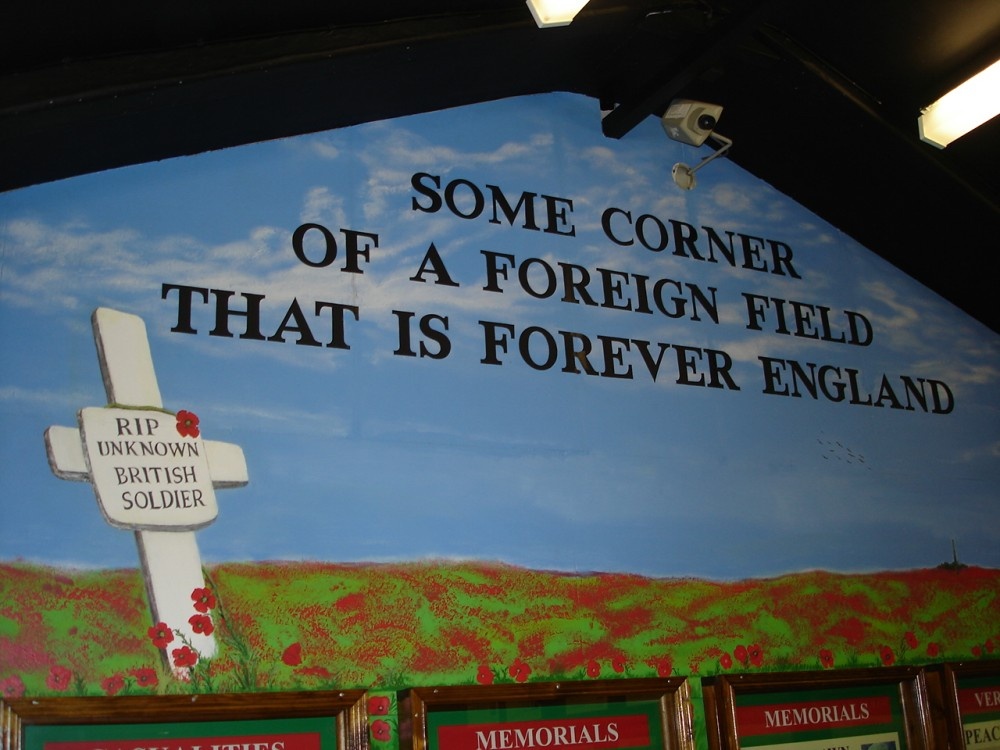 SOME CORNER
OF A FOREIGN FIELD
THAT IS FOREVER ENGLAND
RIP
UNKNOWN
BRITISH
SOLDIER
MEMORIALS
MEMORIALS